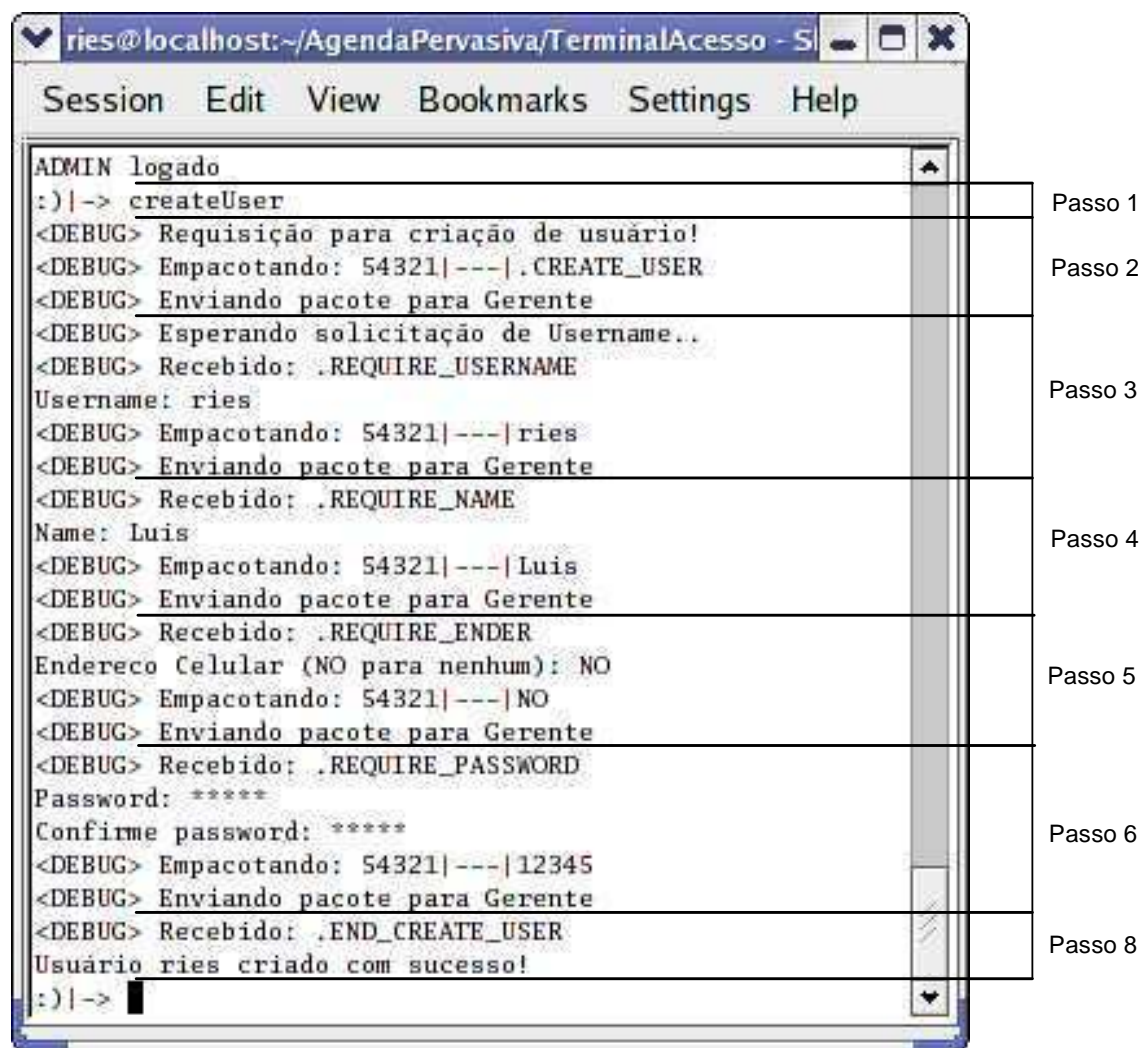 ries@localhost:~/AgendaPervasiva/TerminalAcesso - S
Session Edit View Bookmarks Settings Help
ADMIN logado
:)|-> createUser
Passo 1
<DEBUG> Requisição para criação de usuário!
<DEBUG> Empacotando: 54321|---|.CREATE_USER
Passo 2
<DEBUG> Enviando pacote para Gerente
<DEBUG> Esperando solicitação de Username..
<DEBUG> Recebido: .REQUIRE_USERNAME
Username: ries
Passo 3
<DEBUG> Empacotando: 54321|---|ries
<DEBUG> Enviando pacote para Gerente
<DEBUG> Recebido: .REQUIRE_NAME
Name: Luis
Passo 4
<DEBUG> Empacotando: 54321|---|Luis
<DEBUG> Enviando pacote para Gerente
<DEBUG> Recebido: .REQUIRE_ENDER
Endereco Celular (NO para nenhum): NO
Passo 5
<DEBUG> Empacotando: 54321|---|NO
<DEBUG> Enviando pacote para Gerente
<DEBUG> Recebido: .REQUIRE_PASSWORD
Password: *****
Confirme password: *****
Passo 6
<DEBUG> Empacotando: 54321|---|12345
<DEBUG> Enviando pacote para Gerente
<DEBUG> Recebido: .END_CREATE_USER
Passo 8
Usuário ries criado com sucesso!
:)|->